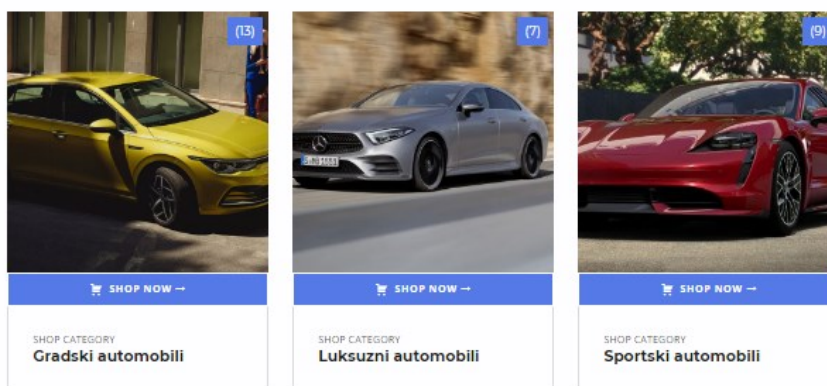 (13)
(7)
(9)
SHOP NOW →
SHOP NOW →
SHOP NOW →
SHOP CATEGORY
Gradski automobili
SHOP CATEGORY
Luksuzni automobili
SHOP CATEGORY
Sportski automobili